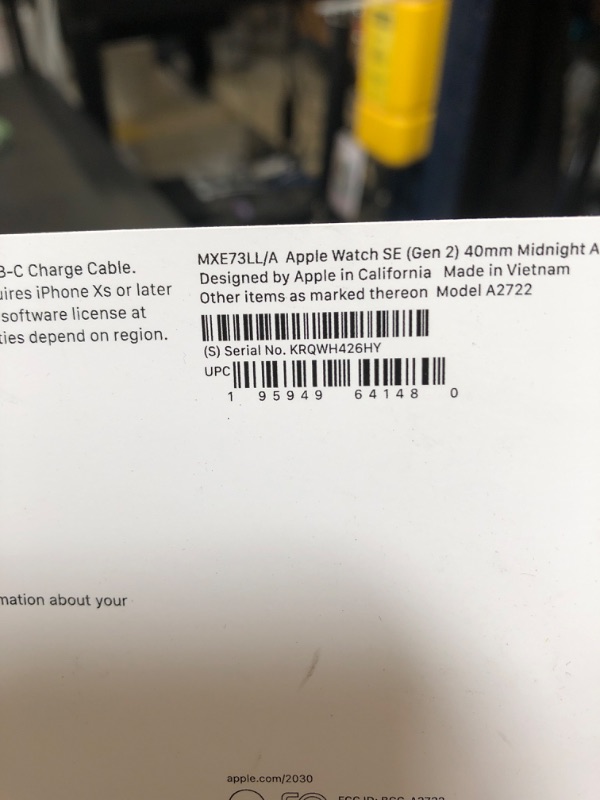 B-C Charge Cable.
uires iPhone Xs or later
software license at
ties depend on region.
MXE73LL/A Apple Watch SE (Gen 2) 40mm Midnight A
Designed by Apple in California Made in Vietnam
Other items as marked thereon Model A2722
(S) Serial No. KRQWH426HY
UPC
1 95949 64148 0
mation about your
apple.com/2030